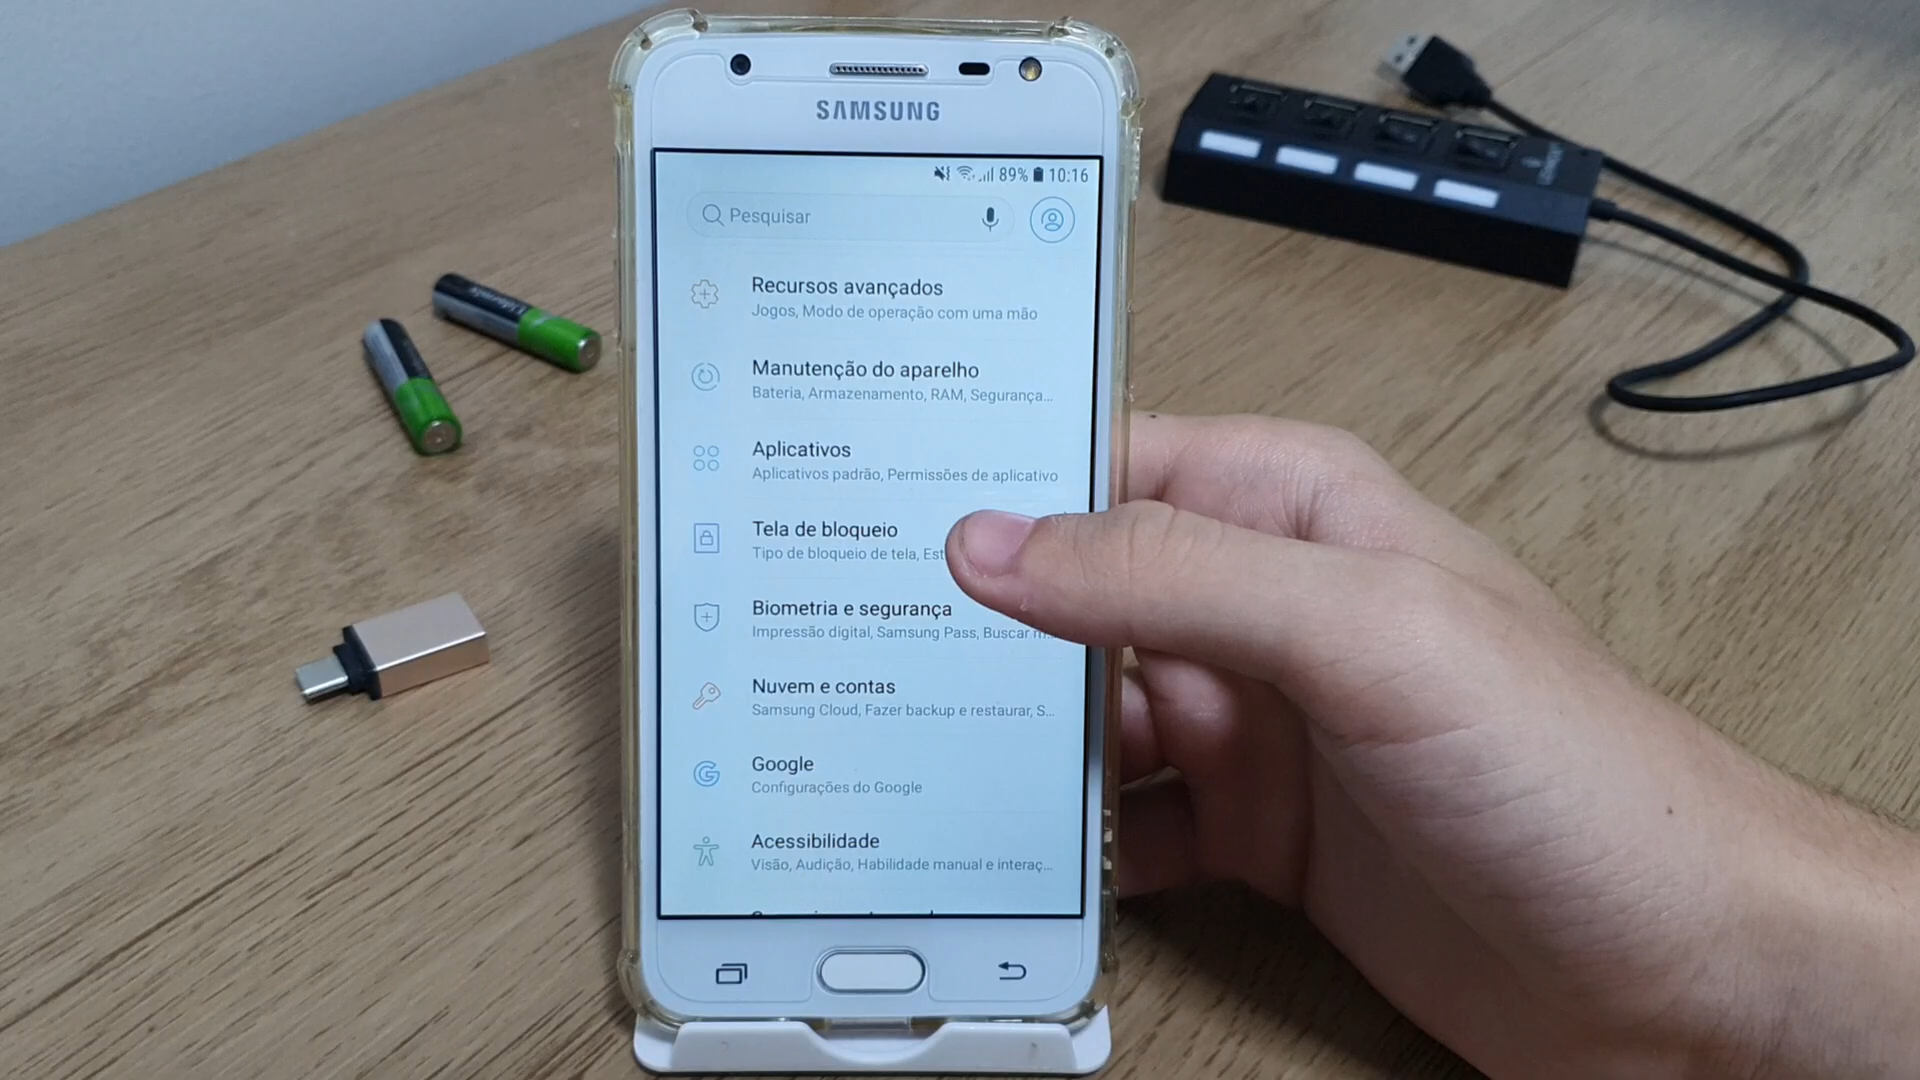 SAMSUNG
89% 10:16
Pesquisar
Recursos avançados
Jogos, Modo de operação com uma mão
Manutenção do aparelho
Bateria, Armazenamento, RAM, Segurança...
Aplicativos
Aplicativos padrão, Permissões de aplicativo
Tela de bloqueio
Tipo de bloqueio de tela,
Biometria e segurança
Impressão digital, Samsung Pass, Buscar m...
Nuvem e contas
Samsung Cloud, Fazer backup e restaurar, S...
Google
Configurações do Google
Acessibilidade
Visão, Audição, Habilidade manual e interaç...